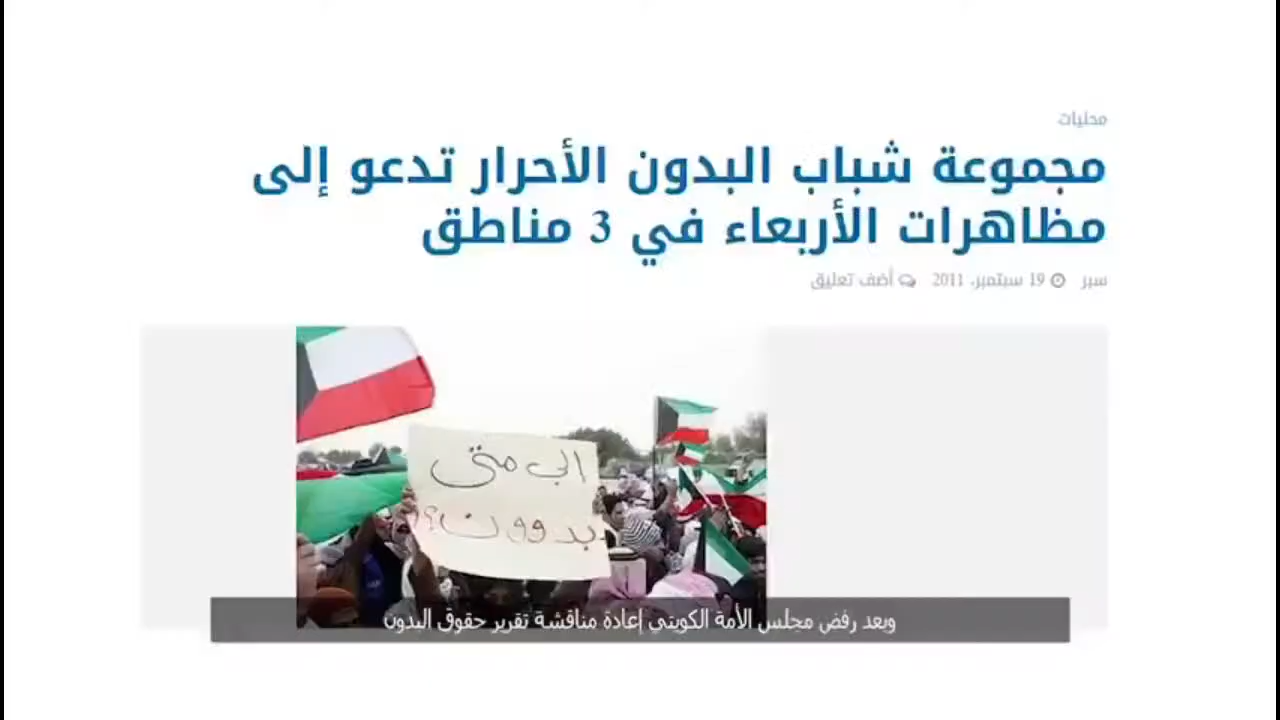 محليات
مجموعة شباب البدون الأحرار تدعو إلى
مظاهرات الأربعاء في 3 مناطق
سبر 19 سبتمبر، 2011 أضف تعليق
الى متى
بدوون؟
وبعد رفض مجلس الأمة الكويتي إعادة مناقشة تقرير حقوق البدون